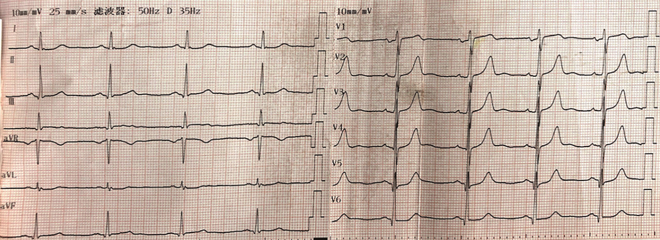 10mm/mV 25 mm/s 滤波器: 50Hz D 35Hz
I
II
III
aVR
aVL
aVF
10mm/mV
V1
V2
V3
V4
V5
V6